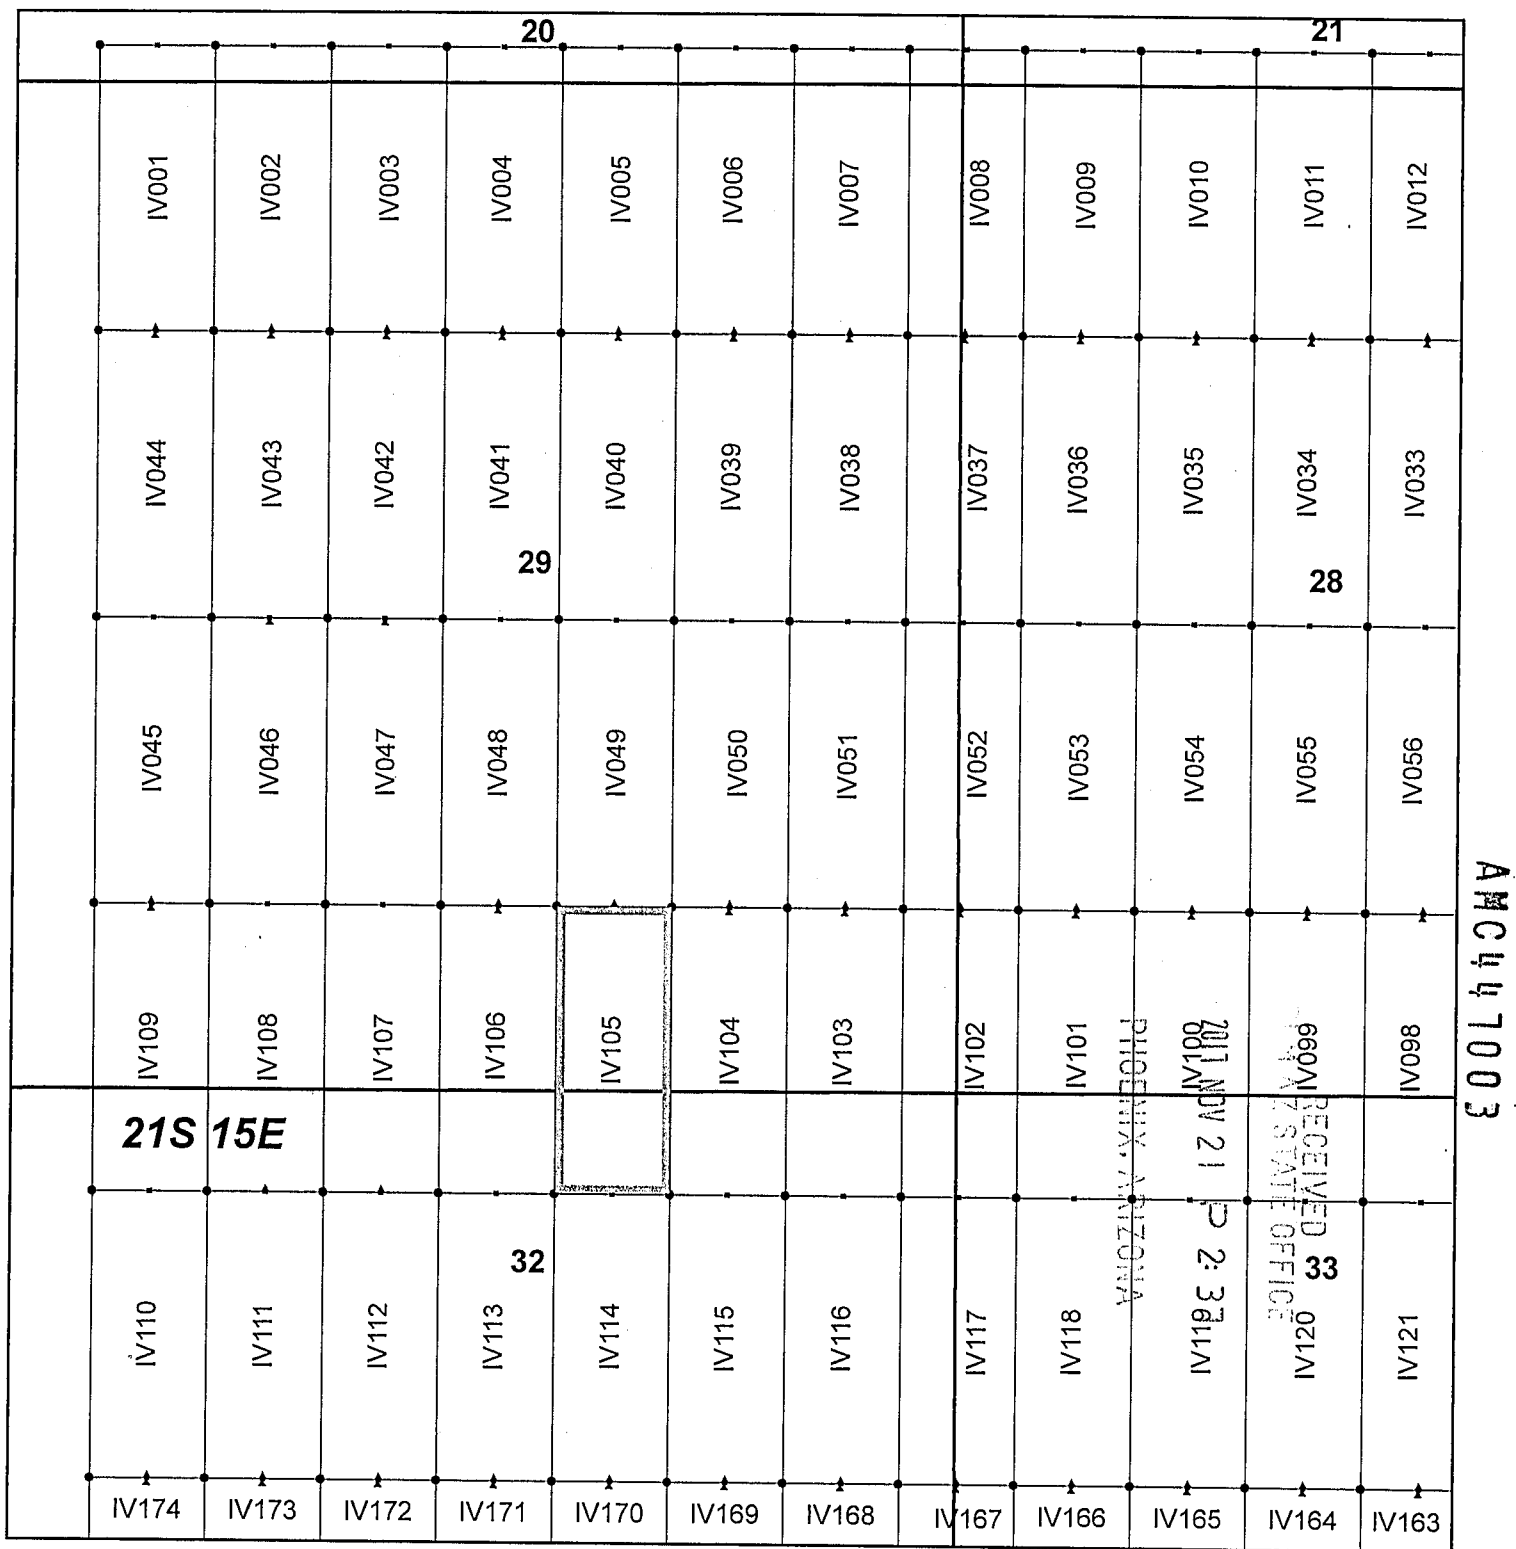 20 21
IV001 IV002 IV003 IV004 IV005 IV006 IV007 IV008 IV009 IV010 IV011 IV012
IV044 IV043 IV042 IV041 IV040 IV039 IV038 IV037 IV036 IV035 IV034 IV033
29 28
IV045 IV046 IV047 IV048 IV049 IV050 IV051 IV052 IV053 IV054 IV055 IV056
IV109 IV108 IV107 IV106 IV105 IV104 IV103 IV102 IV101 IV100 IV099 IV098
21S 15E
32 33
IV110 IV111 IV112 IV113 IV114 IV115 IV116 IV117 IV118 IV119 IV120 IV121
IV174 IV173 IV172 IV171 IV170 IV169 IV168 IV167 IV166 IV165 IV164 IV163
RECEIVED
AZ STATE OFFICE
2017 NOV 21 P 2:37
PHOENIX, ARIZONA
AMC447003